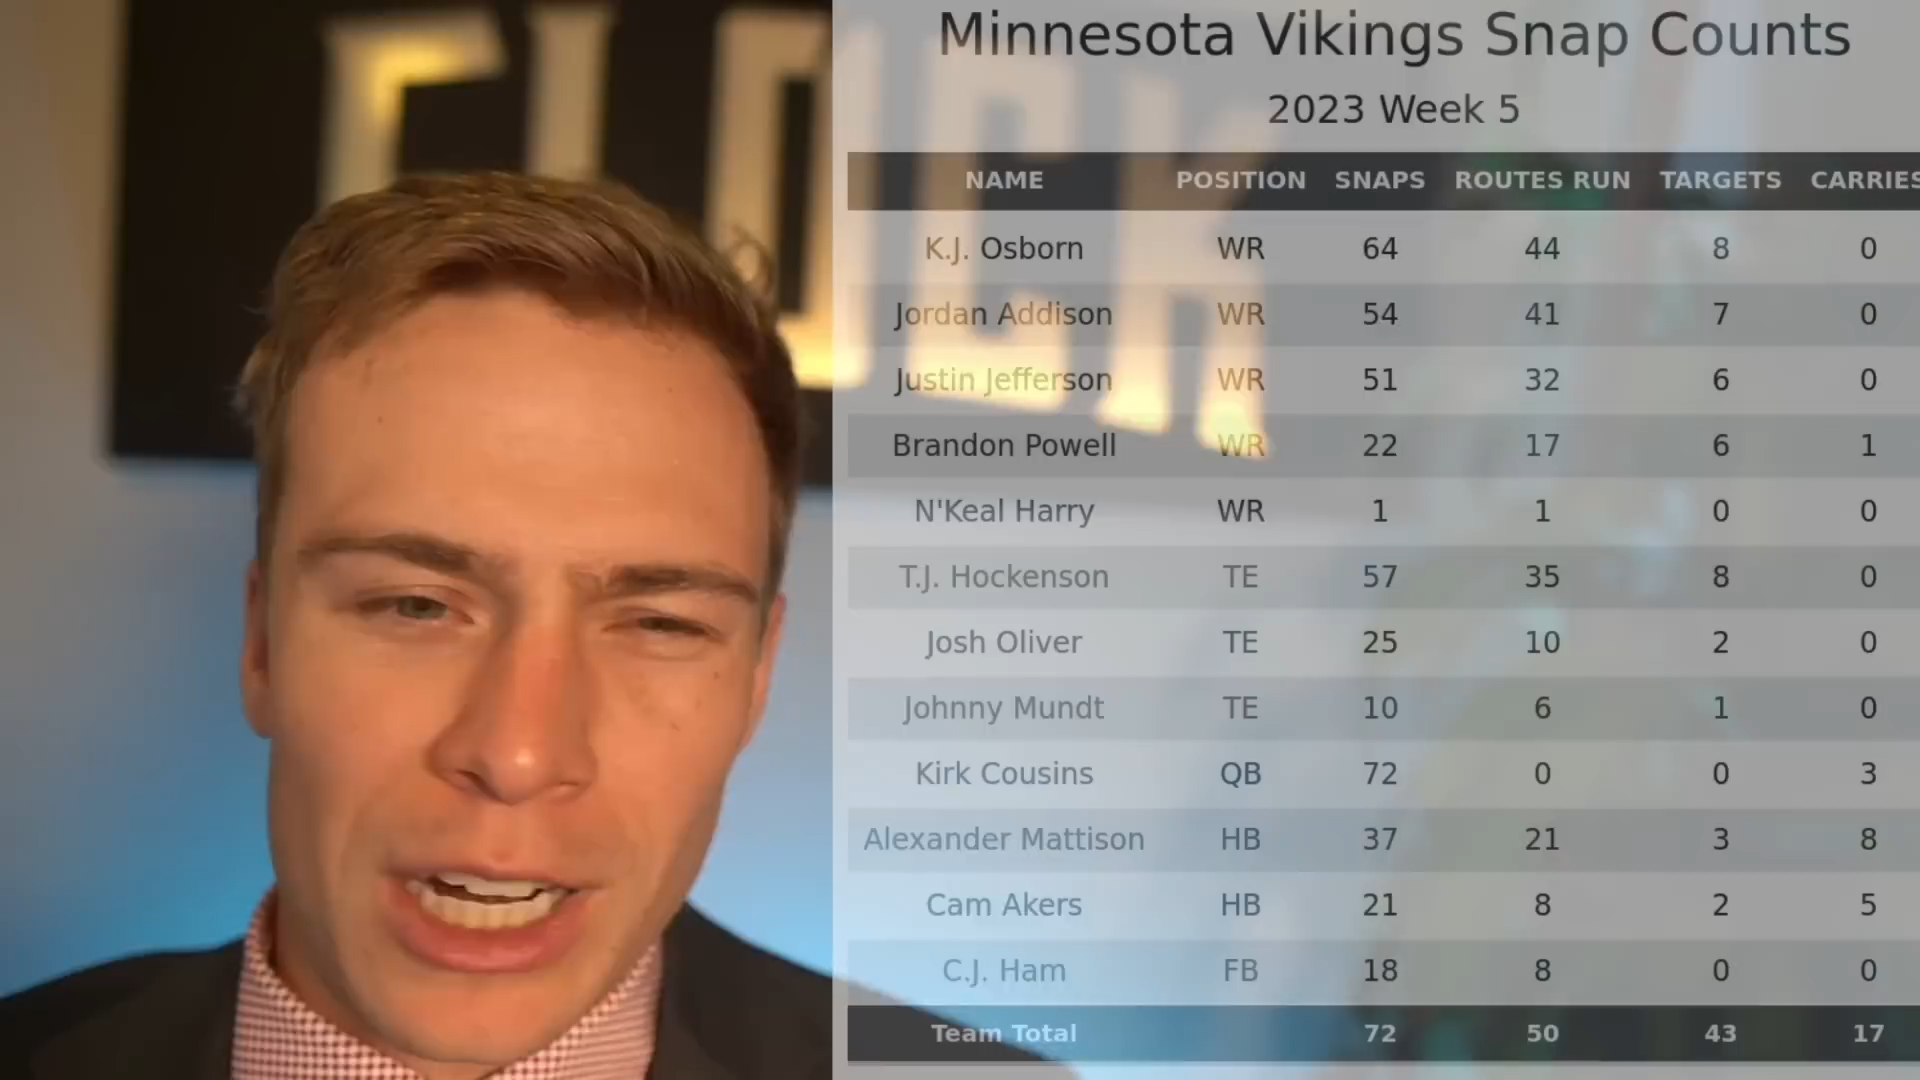 FLOCK
Minnesota Vikings Snap Counts
2023 Week 5
NAME POSITION SNAPS ROUTES RUN TARGETS CARRIES
K.J. Osborn WR 64 44 8 0
Jordan Addison WR 54 41 7 0
Justin Jefferson WR 51 32 6 0
Brandon Powell WR 22 17 6 1
N'Keal Harry WR 1 1 0 0
T.J. Hockenson TE 57 35 8 0
Josh Oliver TE 25 10 2 0
Johnny Mundt TE 10 6 1 0
Kirk Cousins QB 72 0 0 3
Alexander Mattison HB 37 21 3 8
Cam Akers HB 21 8 2 5
C.J. Ham FB 18 8 0 0
Team Total 72 50 43 17